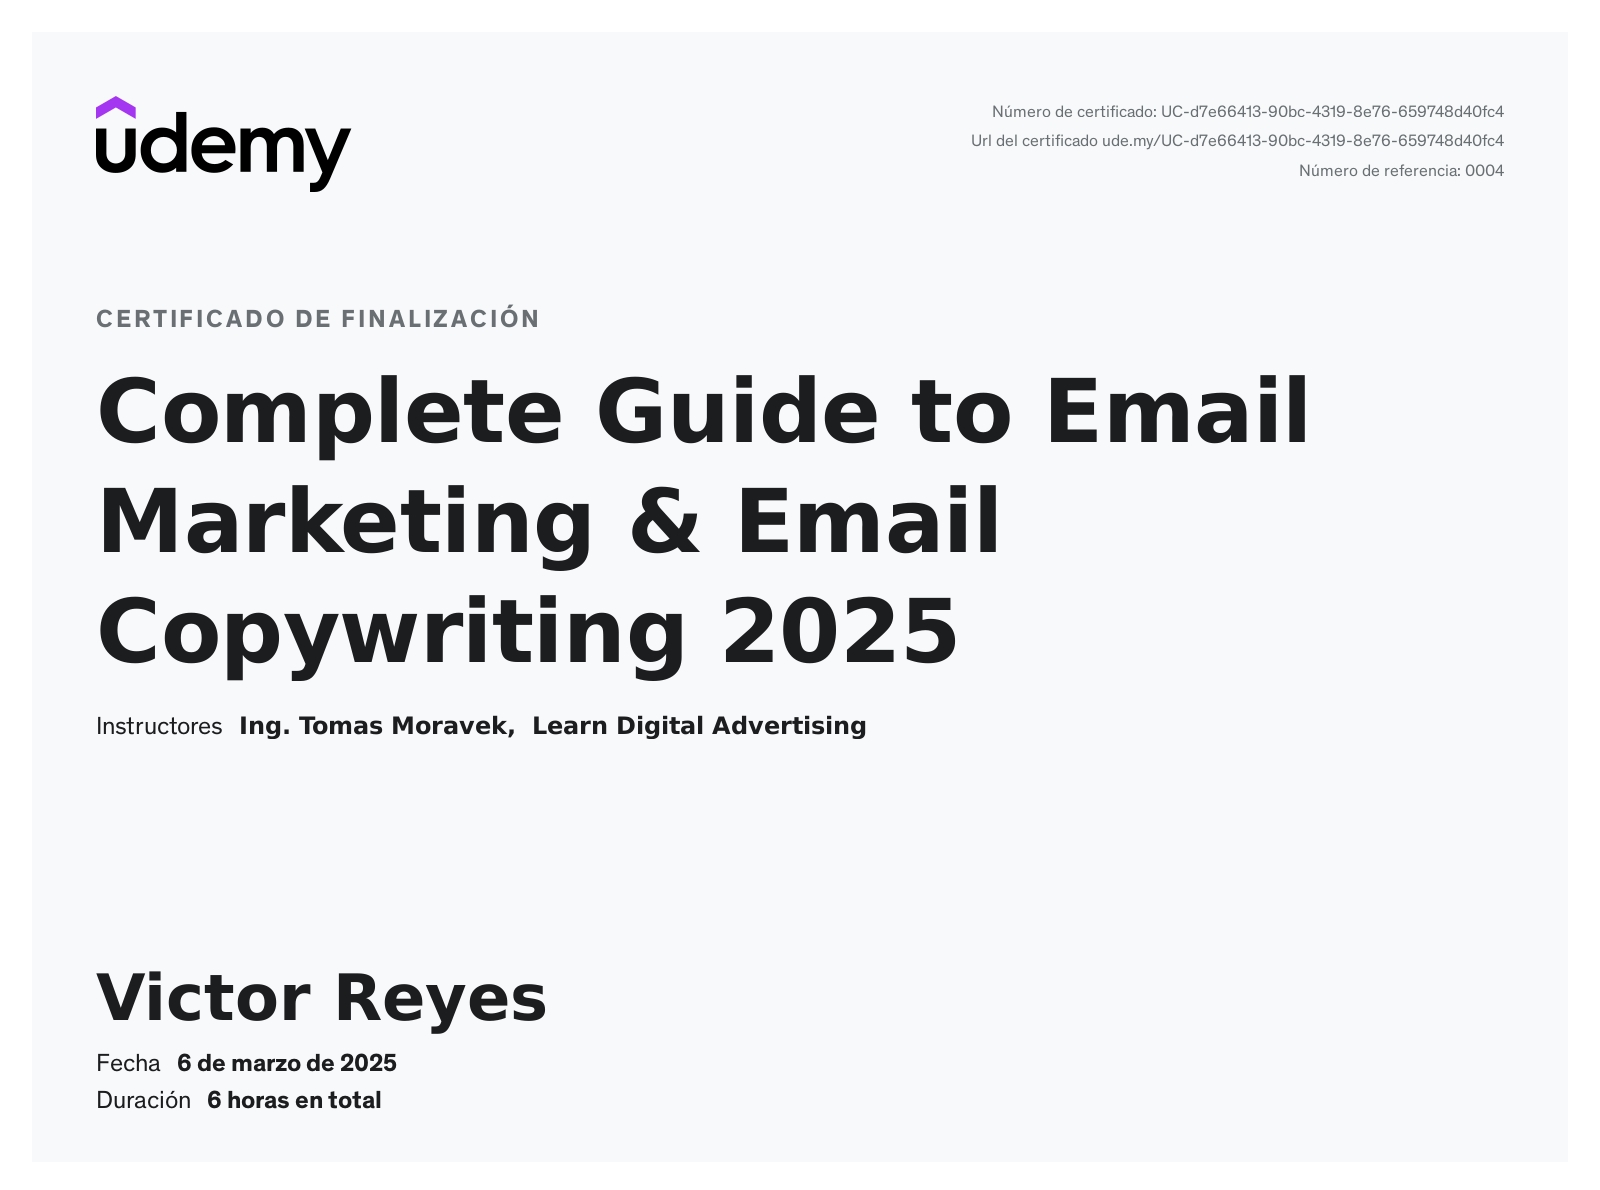 udemy
Número de certificado: UC-d7e66413-90bc-4319-8e76-659748d40fc4
Url del certificado ude.my/UC-d7e66413-90bc-4319-8e76-659748d40fc4
Número de referencia: 0004
CERTIFICADO DE FINALIZACIÓN
Complete Guide to Email
Marketing & Email
Copywriting 2025
Instructores Ing. Tomas Moravek, Learn Digital Advertising
Victor Reyes
Fecha 6 de marzo de 2025
Duración 6 horas en total